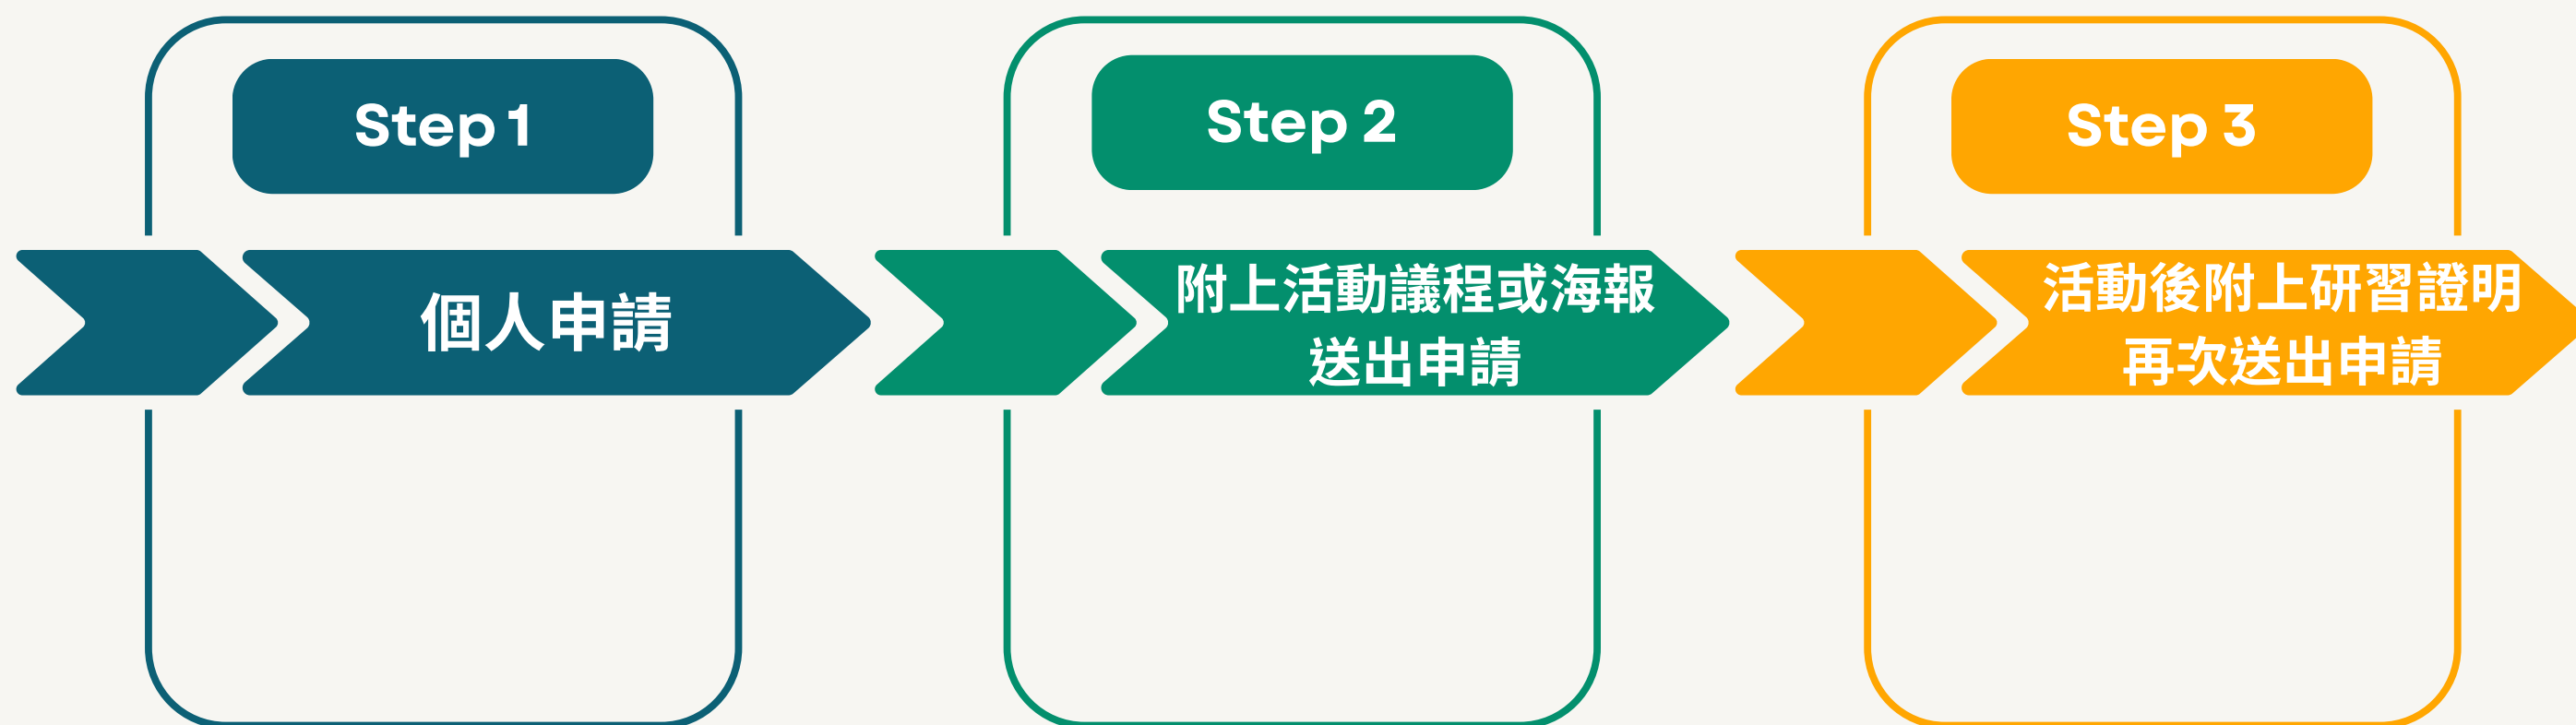 Step 1
個人申請
Step 2
附上活動議程或海報
送出申請
Step 3
活動後附上研習證明
再次送出申請